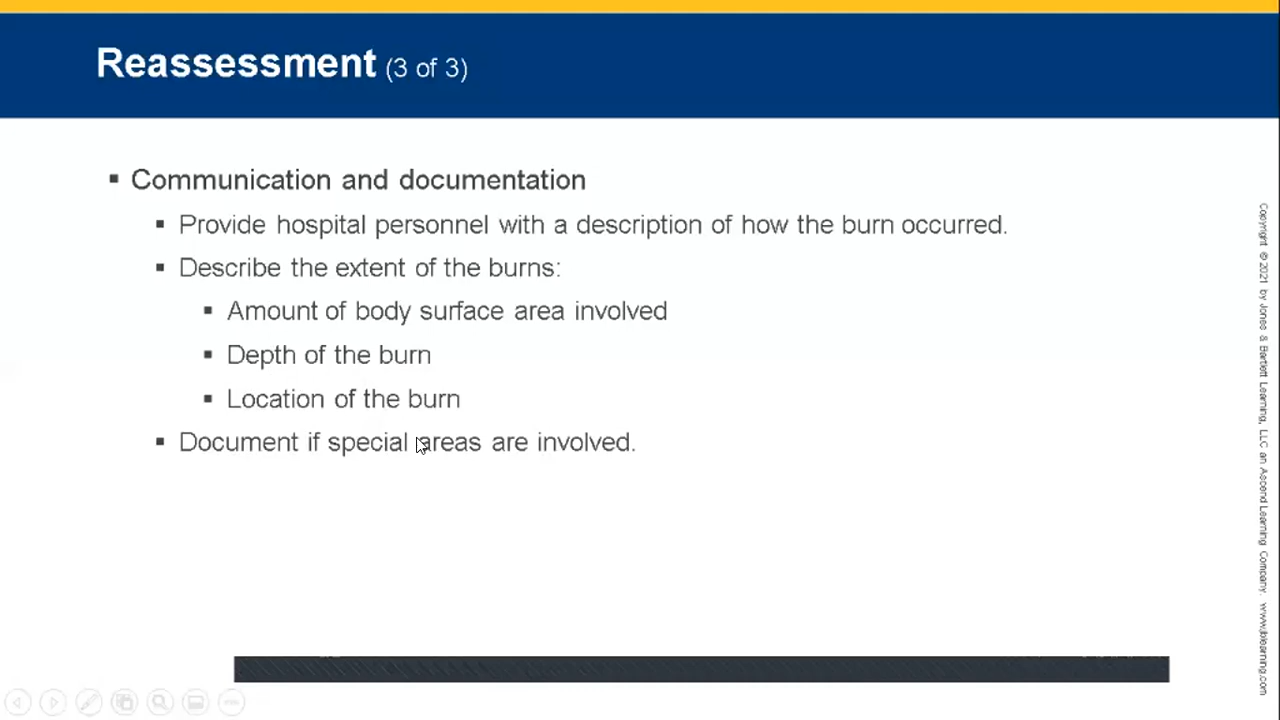 Reassessment (3 of 3)
Communication and documentation
Provide hospital personnel with a description of how the burn occurred.
Describe the extent of the burns:
Amount of body surface area involved
Depth of the burn
Location of the burn
Document if special areas are involved.
Copyright © 2021 by Jones & Bartlett Learning, LLC an Ascend Learning Company. www.jblearning.com